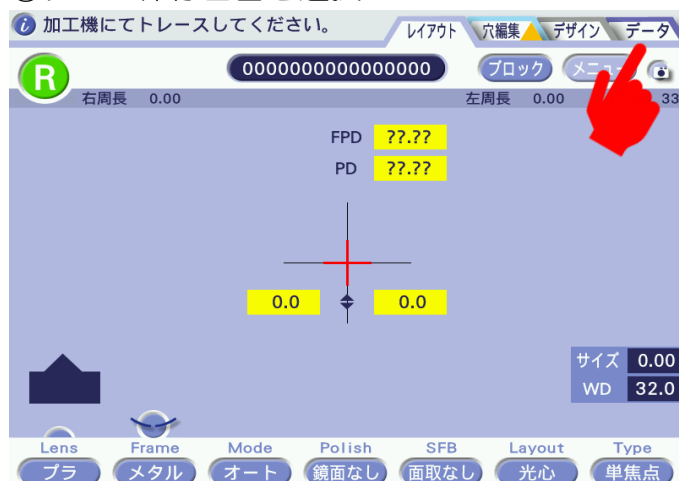 加工機にてトレースしてください。
レイアウト 穴編集 デザイン データ
R 0000000000000000 ブロック
右周長 0.00 左周長 0.00 33
FPD ??.??
PD ??.??
0.0 0.0
サイズ 0.00
WD 32.0
Lens Frame Mode Polish SFB Layout Type
プラ メタル オート 鏡面なし 面取なし 光心 単焦点